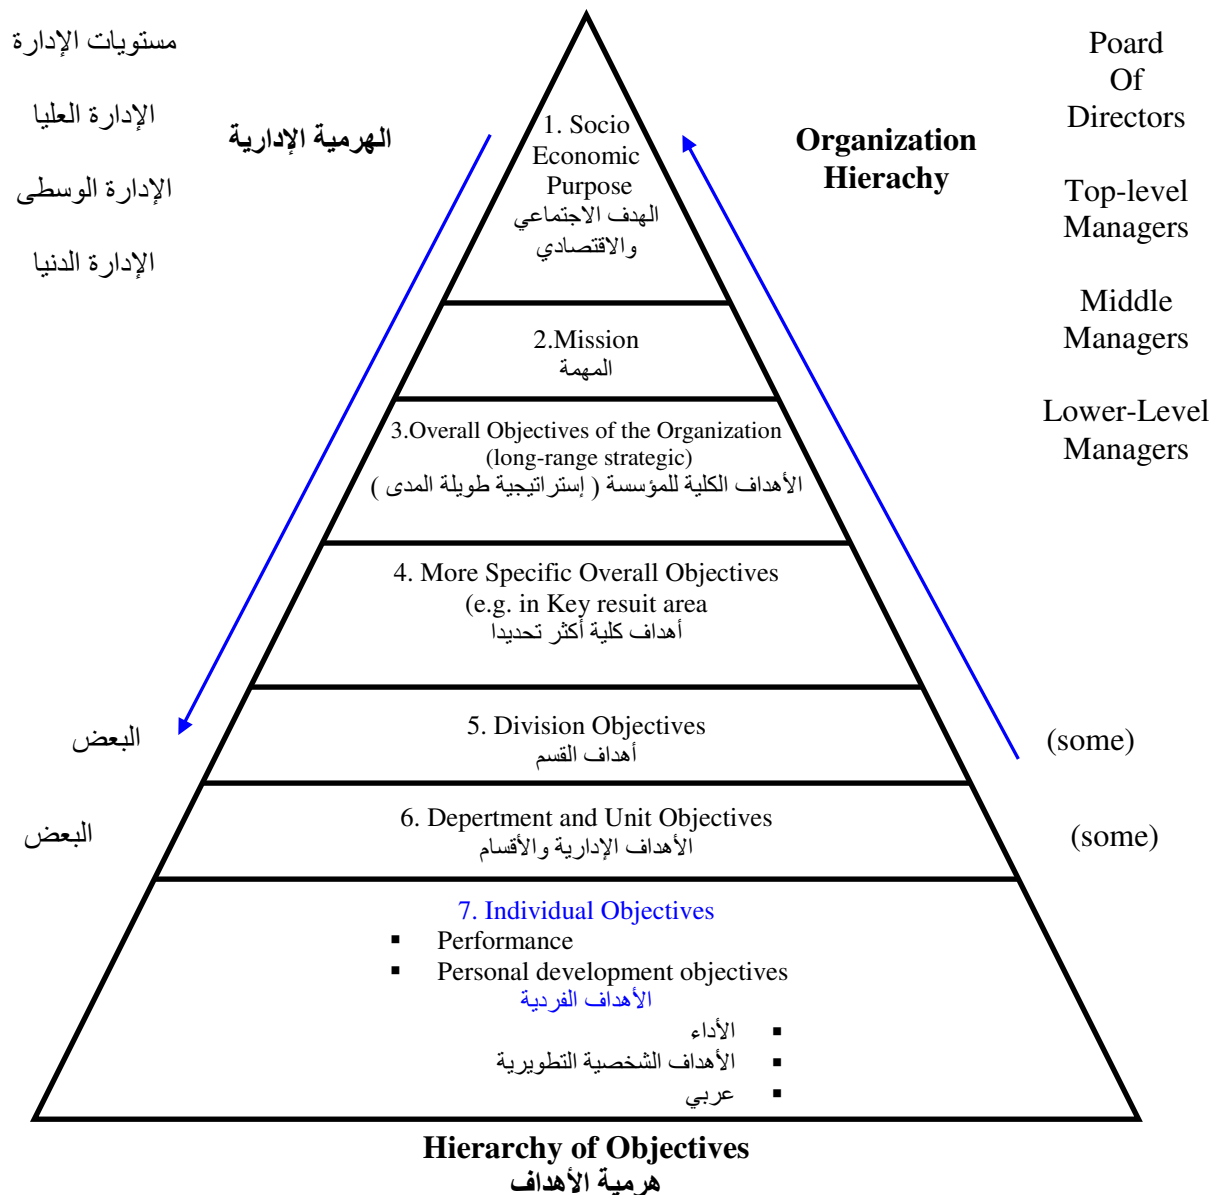 مستويات الإدارة
الإدارة العليا
الإدارة الوسطى
الإدارة الدنيا
الهرمية الإدارية
البعض
البعض
1. Socio
Economic
Purpose
الهدف الاجتماعي
والاقتصادي
2.Mission
المهمة
3.Overall Objectives of the Organization
(long-range strategic)
الأهداف الكلية للمؤسسة ( إستراتيجية طويلة المدى )
4. More Specific Overall Objectives
(e.g. in Key resuit area
أهداف كلية أكثر تحديدا
5. Division Objectives
أهداف القسم
6. Depertment and Unit Objectives
الأهداف الإدارية والأقسام
7. Individual Objectives
▪ Performance
▪ Personal development objectives
الأهداف الفردية
▪ الأداء
▪ الأهداف الشخصية التطويرية
▪ عربي
Organization
Hierachy
Poard
Of
Directors
Top-level
Managers
Middle
Managers
Lower-Level
Managers
(some)
(some)
Hierarchy of Objectives
هرمية الأهداف